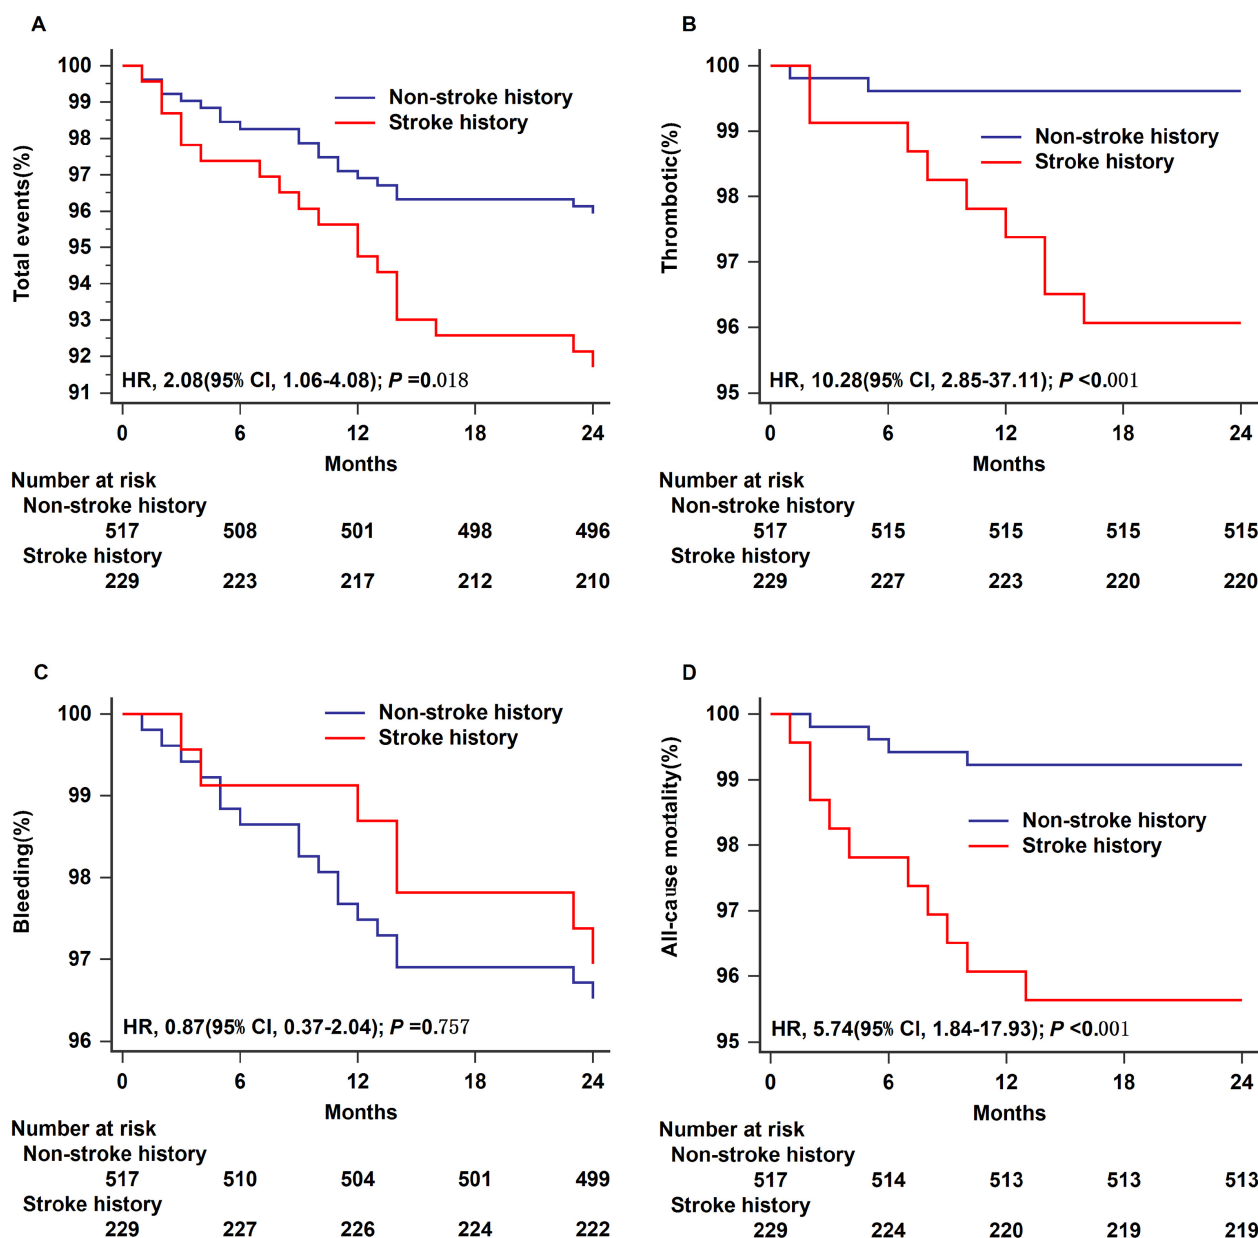 A
Total events(%)
100
99
98
97
96
95
94
93
92
91
Non-stroke history
Stroke history
HR, 2.08(95% CI, 1.06-4.08); P =0.018
0 6 12 18 24
Months
Number at risk
Non-stroke history
517 508 501 498 496
Stroke history
229 223 217 212 210
B
Thrombotic(%)
100
99
98
97
96
95
Non-stroke history
Stroke history
HR, 10.28(95% CI, 2.85-37.11); P <0.001
0 6 12 18 24
Months
Number at risk
Non-stroke history
517 515 515 515 515
Stroke history
229 227 223 220 220
C
Bleeding(%)
100
99
98
97
96
Non-stroke history
Stroke history
HR, 0.87(95% CI, 0.37-2.04); P =0.757
0 6 12 18 24
Months
Number at risk
Non-stroke history
517 510 504 501 499
Stroke history
229 227 226 224 222
D
All-cause mortality(%)
100
99
98
97
96
95
Non-stroke history
Stroke history
HR, 5.74(95% CI, 1.84-17.93); P <0.001
0 6 12 18 24
Months
Number at risk
Non-stroke history
517 514 513 513 513
Stroke history
229 224 220 219 219